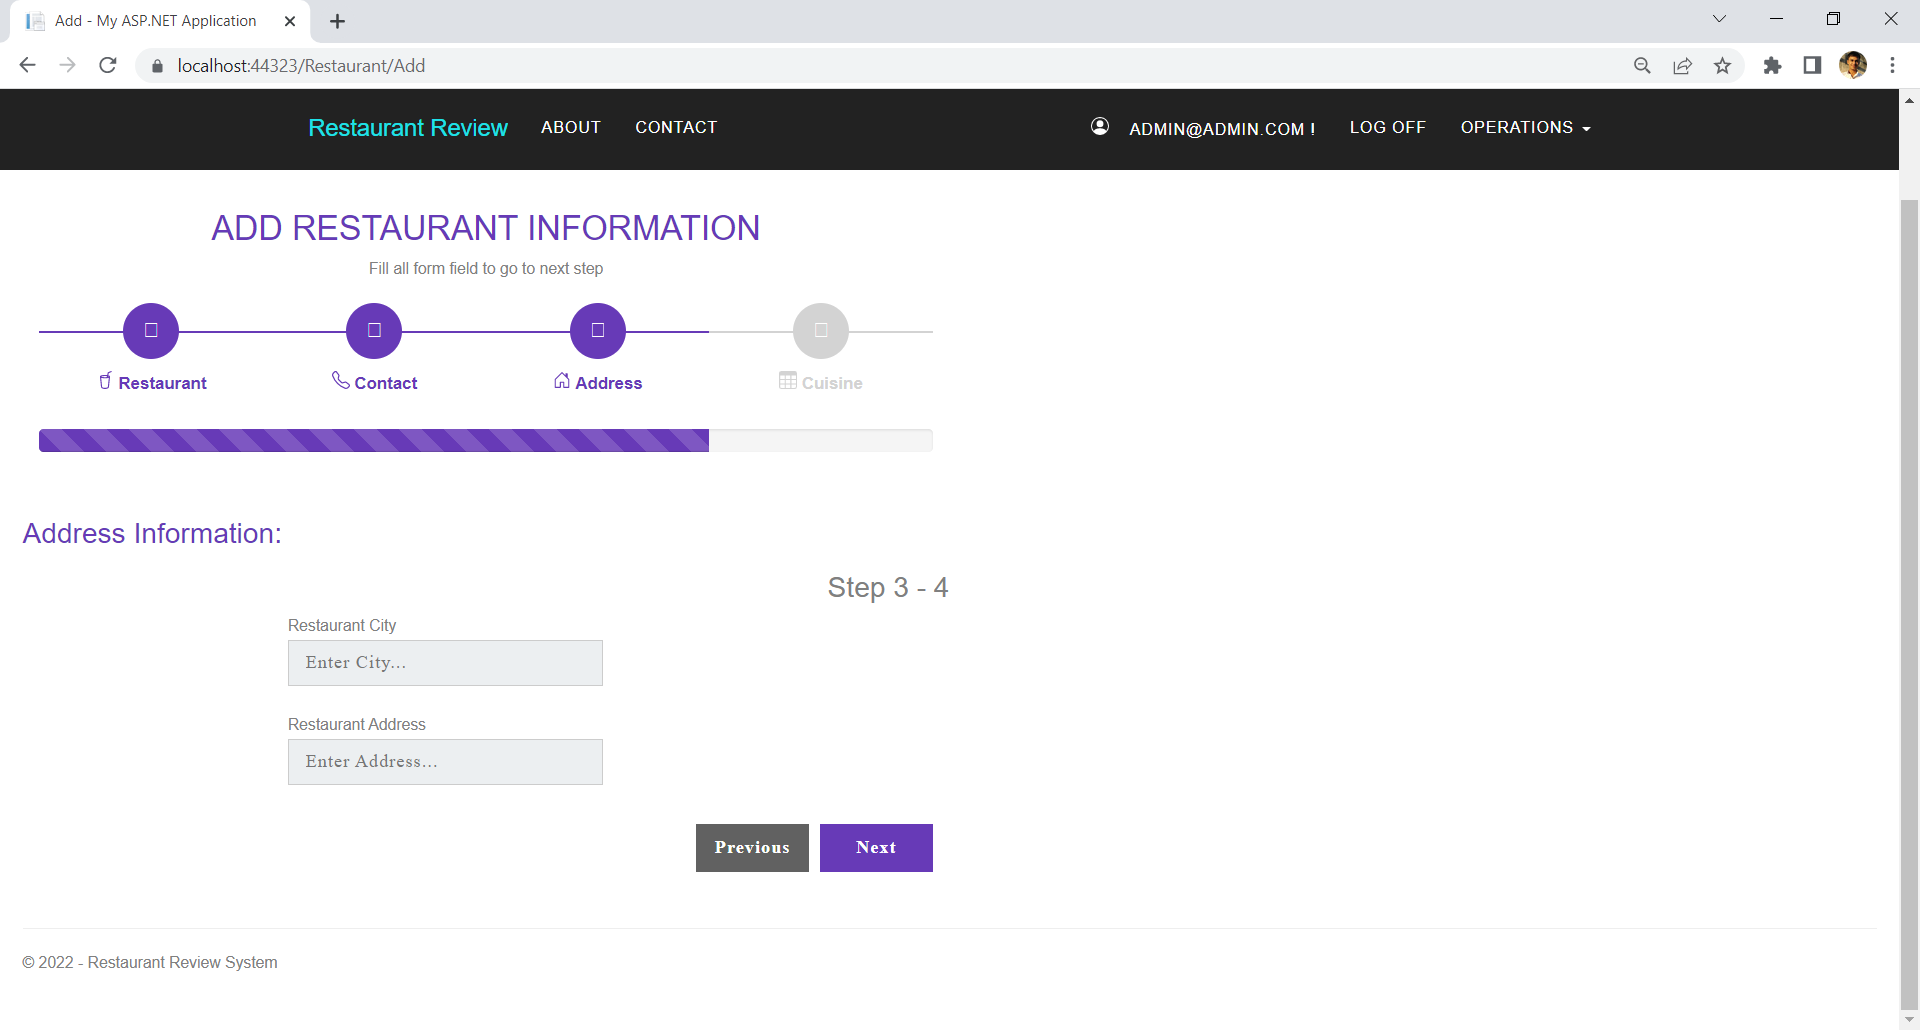 Add - My ASP.NET Application
localhost:44323/Restaurant/Add
Restaurant Review ABOUT CONTACT ADMIN@ADMIN.COM ! LOG OFF OPERATIONS
ADD RESTAURANT INFORMATION
Fill all form field to go to next step
Restaurant Contact Address Cuisine
Address Information:
Step 3 - 4
Restaurant City
Enter City...
Restaurant Address
Enter Address...
Previous Next
© 2022 - Restaurant Review System